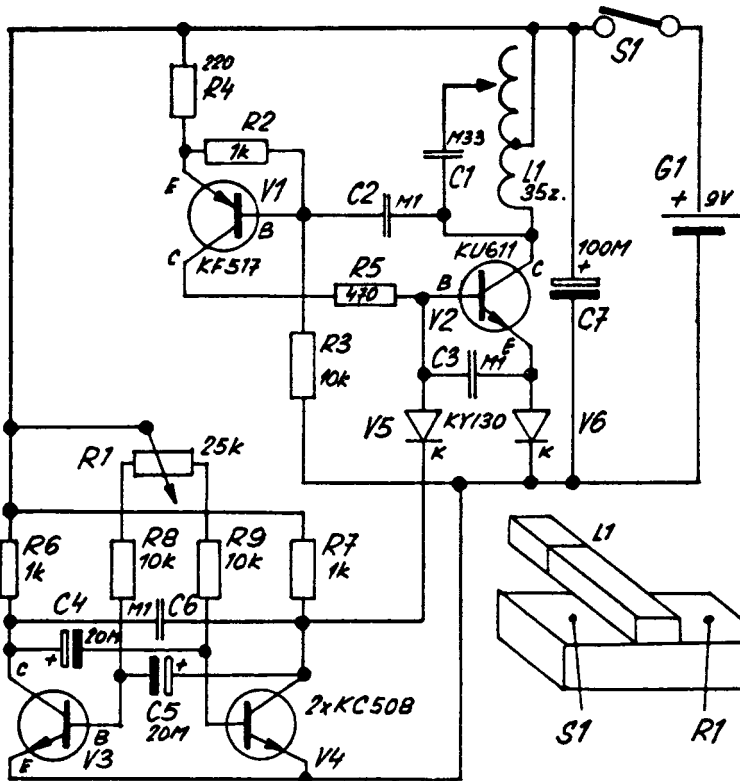 S1
220
R4
R2
1k
M33
C1
L1
35z.
G1
+ 9V
E
V1
B
C2
M1
C
KF517
R5
470
KU611
B
C
V2
E
100M
+
C7
R3
10k
C3
M1
V5
KY130
V6
K
K
R1
25k
R6
1k
R8
10k
R9
10k
R7
1k
C4
M1
C6
20M
+
C
+
C5
20M
2xKC508
B
V3
E
V4
L1
S1
R1